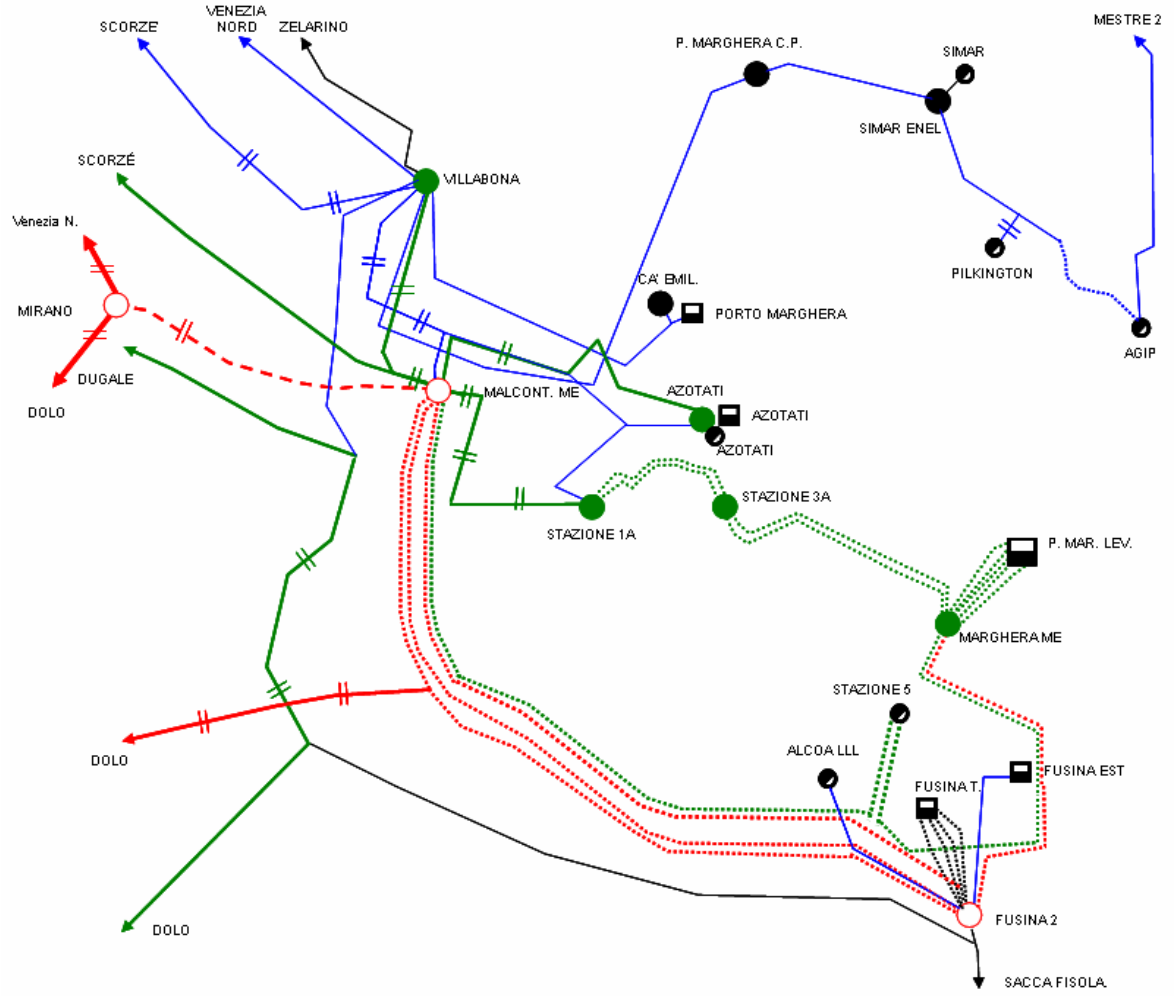 MESTRE 2
VENEZIA
NORD
SCORZE'
ZELARINO
P. MARGHERA C.P.
SIMAR
SIMAR ENEL
SCORZÉ
VILLABONA
Venezia N.
PILKINGTON
CA' EMIL.
MIRANO
PORTO MARGHERA
AGIP
DUGALE
MALCONT. ME
AZOTATI
DOLO
AZOTATI
AZOTATI
STAZIONE 3A
STAZIONE 1A
P. MAR. LEV.
MARGHERA ME
STAZIONE 5
ALCOA LLL
DOLO
FUSINA EST
FUSINA T.
FUSINA 2
DOLO
SACCA FISOLA